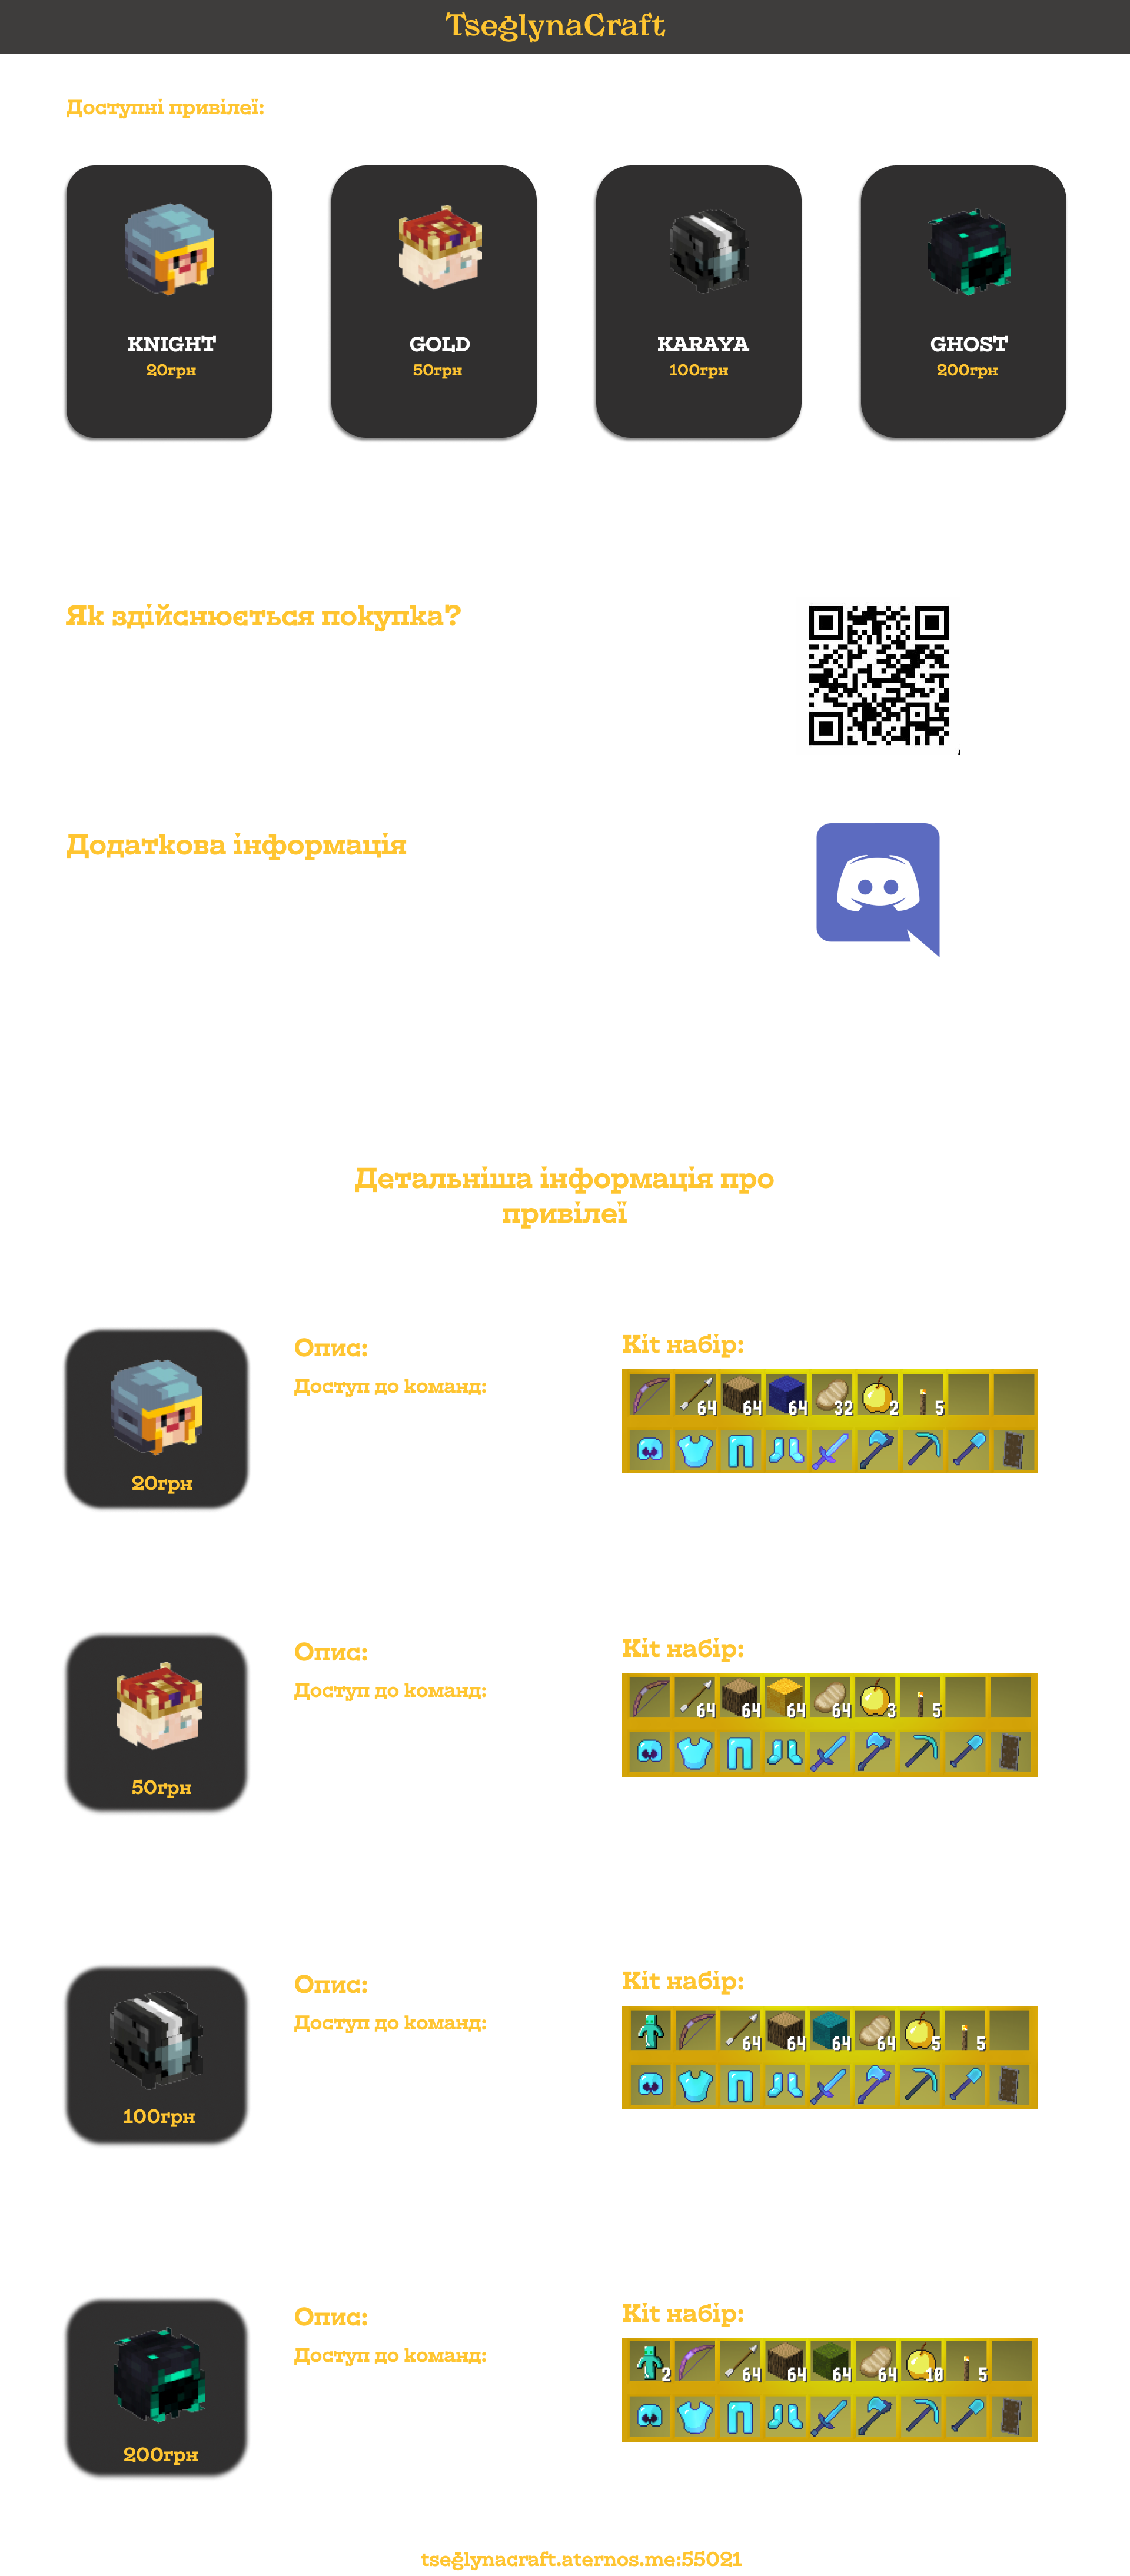 TseglynaCraft
Доступні привілеї:
KNIGHT
20грн
GOLD
50грн
KARAYA
100грн
GHOST
200грн
Як здійснюється покупка?
Додаткова інформація
Детальніша інформація про
привілеї
20грн
Опис:
Доступ до команд:
Кіт набір:
64 64 64 32 2 5
50грн
Опис:
Доступ до команд:
Кіт набір:
64 64 64 64 3 5
100грн
Опис:
Доступ до команд:
Кіт набір:
64 64 64 64 5 5
200грн
Опис:
Доступ до команд:
Кіт набір:
2 64 64 64 64 10 5
tseglynacraft.aternos.me:55021